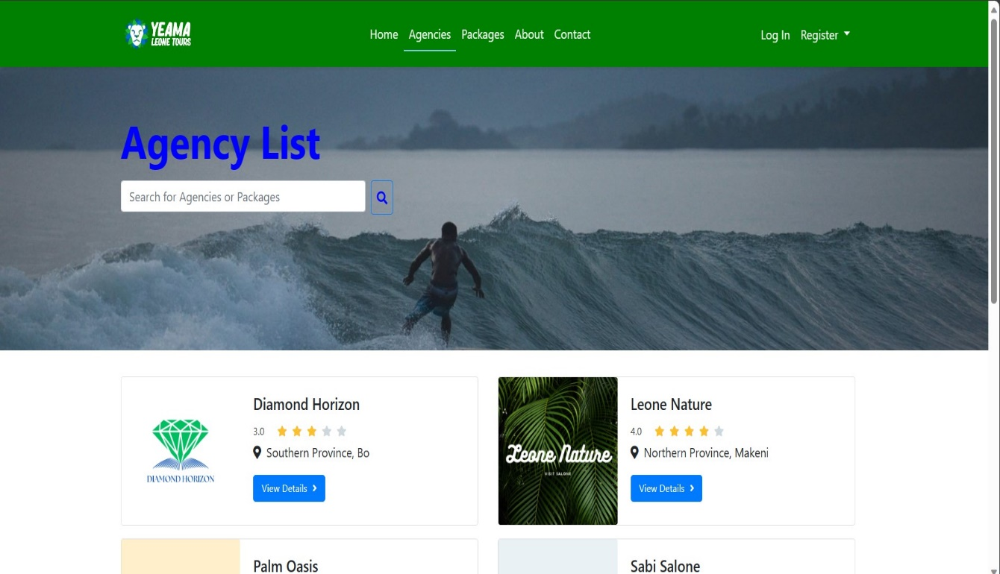 YEAMA
LEONE TOURS
Home Agencies Packages About Contact
Log In Register
Agency List
Search for Agencies or Packages
Diamond Horizon
3.0
Southern Province, Bo
View Details
DIAMOND HORIZON
Leone Nature
4.0
Northern Province, Makeni
View Details
Leone Nature
VISIT SALONE
Palm Oasis
Sabi Salone